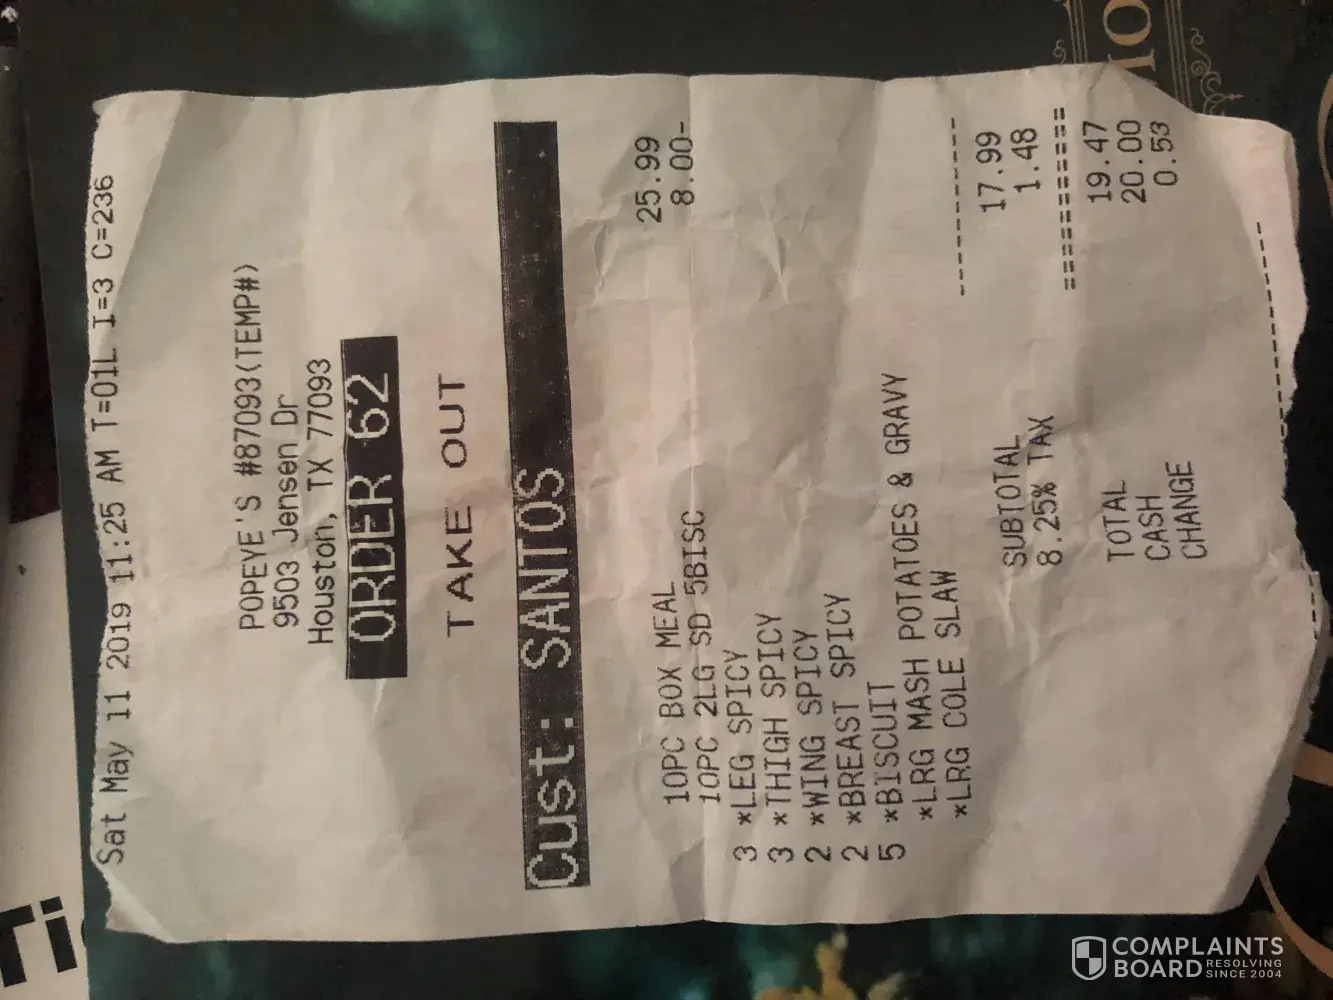 Sat May 11 2019 11:25 AM T=01L I=3 C=236
POPEYE'S #87093(TEMP#)
9503 Jensen Dr
Houston, TX 77093
ORDER 62
TAKE OUT
Cust: SANTOS
10PC BOX MEAL 25.99
10PC 2LG SD 5BISC 8.00-
3 *LEG SPICY
3 *THIGH SPICY
2 *WING SPICY
2 *BREAST SPICY
5 *BISCUIT
*LRG MASH POTATOES & GRAVY
*LRG COLE SLAW
----------
SUBTOTAL 17.99
8.25% TAX 1.48
==========
TOTAL 19.47
CASH 20.00
CHANGE 0.53
COMPLAINTS
BOARD RESOLVING
SINCE 2004